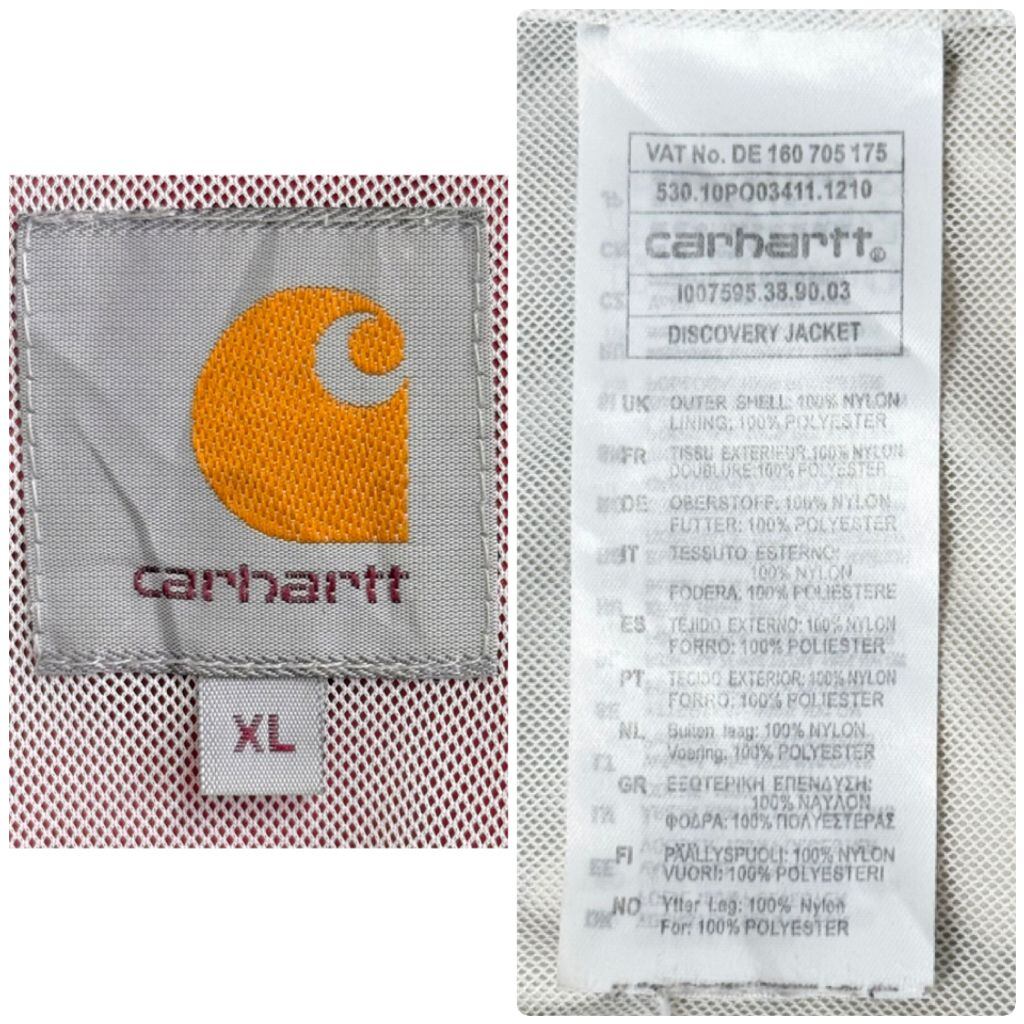 carhartt
XL
VAT No. DE 160 705 175
530.10PO03411.1210
carhartt®
I007595.38.90.03
DISCOVERY JACKET
UK OUTER SHELL: 100% NYLON
LINING: 100% POLYESTER
FR TISSU EXTERIEUR: 100% NYLON
DOUBLURE: 100% POLYESTER
DE OBERSTOFF: 100% NYLON
FUTTER: 100% POLYESTER
IT TESSUTO ESTERNO:
100% NYLON
FODERA: 100% POLIESTERE
ES TEJIDO EXTERNO: 100% NYLON
FORRO: 100% POLIESTER
PT TECIDO EXTERIOR: 100% NYLON
FORRO: 100% POLIESTER
NL Buiten laag: 100% NYLON
Voering: 100% POLYESTER
GR ΕΞΩΤΕΡΙΚΗ ΕΠΕΝΔΥΣΗ:
100% ΝΑΥΛΟΝ
ΦΟΔΡΑ: 100% ΠΟΛΥΕΣΤΕΡΑΣ
FI PÄÄLLYSPUOLI: 100% NYLON
VUORI: 100% POLYESTERI
NO Ytter Lag: 100% Nylon
For: 100% POLYESTER